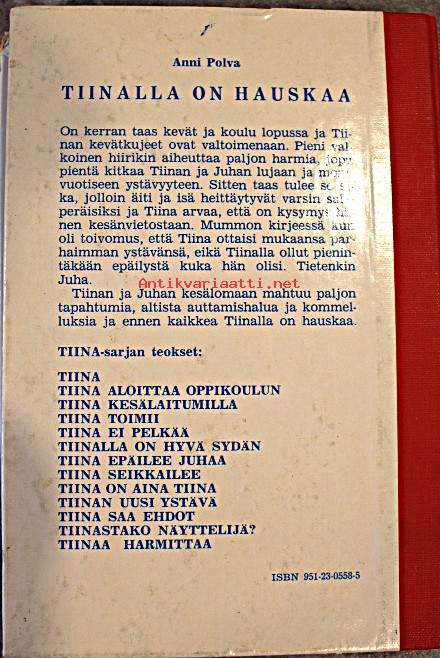 Anni Polva
TIINALLA ON HAUSKAA
On kerran taas kevät ja koulu lopussa ja Tii-
nan kevätkujeet ovat valtoimenaan. Pieni val-
koinen hiirikin aiheuttaa paljon harmia, jopa
pientä kitkaa Tiinan ja Juhan lujaan ja moni-
vuotiseen ystävyyteen. Sitten taas tulee se
ka, jolloin äiti ja isä heittäytyvät varsin
peräisiksi ja Tiina arvaa, että on kysymys
nen kesänvietostaan. Mummon kirjeessä kun
oli toivomus, että Tiina ottaisi mukaansa par-
haimman ystävänsä, eikä Tiinalla ollut pienin-
täkään epäilystä kuka hän olisi. Tietenkin
Juha.
Antikvariaatti.net
Tiinan ja Juhan kesälomaan mahtuu paljon
tapahtumia, altista auttamishalua ja kommel-
luksia ja ennen kaikkea Tiinalla on hauskaa.
TIINA-sarjan teokset:
TIINA
TIINA ALOITTAA OPPIKOULUN
TIINA KESÄLAITUMILLA
TIINA TOIMII
TIINA EI PELKÄÄ
TIINALLA ON HYVÄ SYDÄN
TIINA EPÄILEE JUHAA
TIINA SEIKKAILEE
TIINA ON AINA TIINA
TIINAN UUSI YSTÄVÄ
TIINA SAA EHDOT
TIINASTAKO NÄYTTELIJÄ?
TIINAA HARMITTAA
ISBN 951-23-0558-5